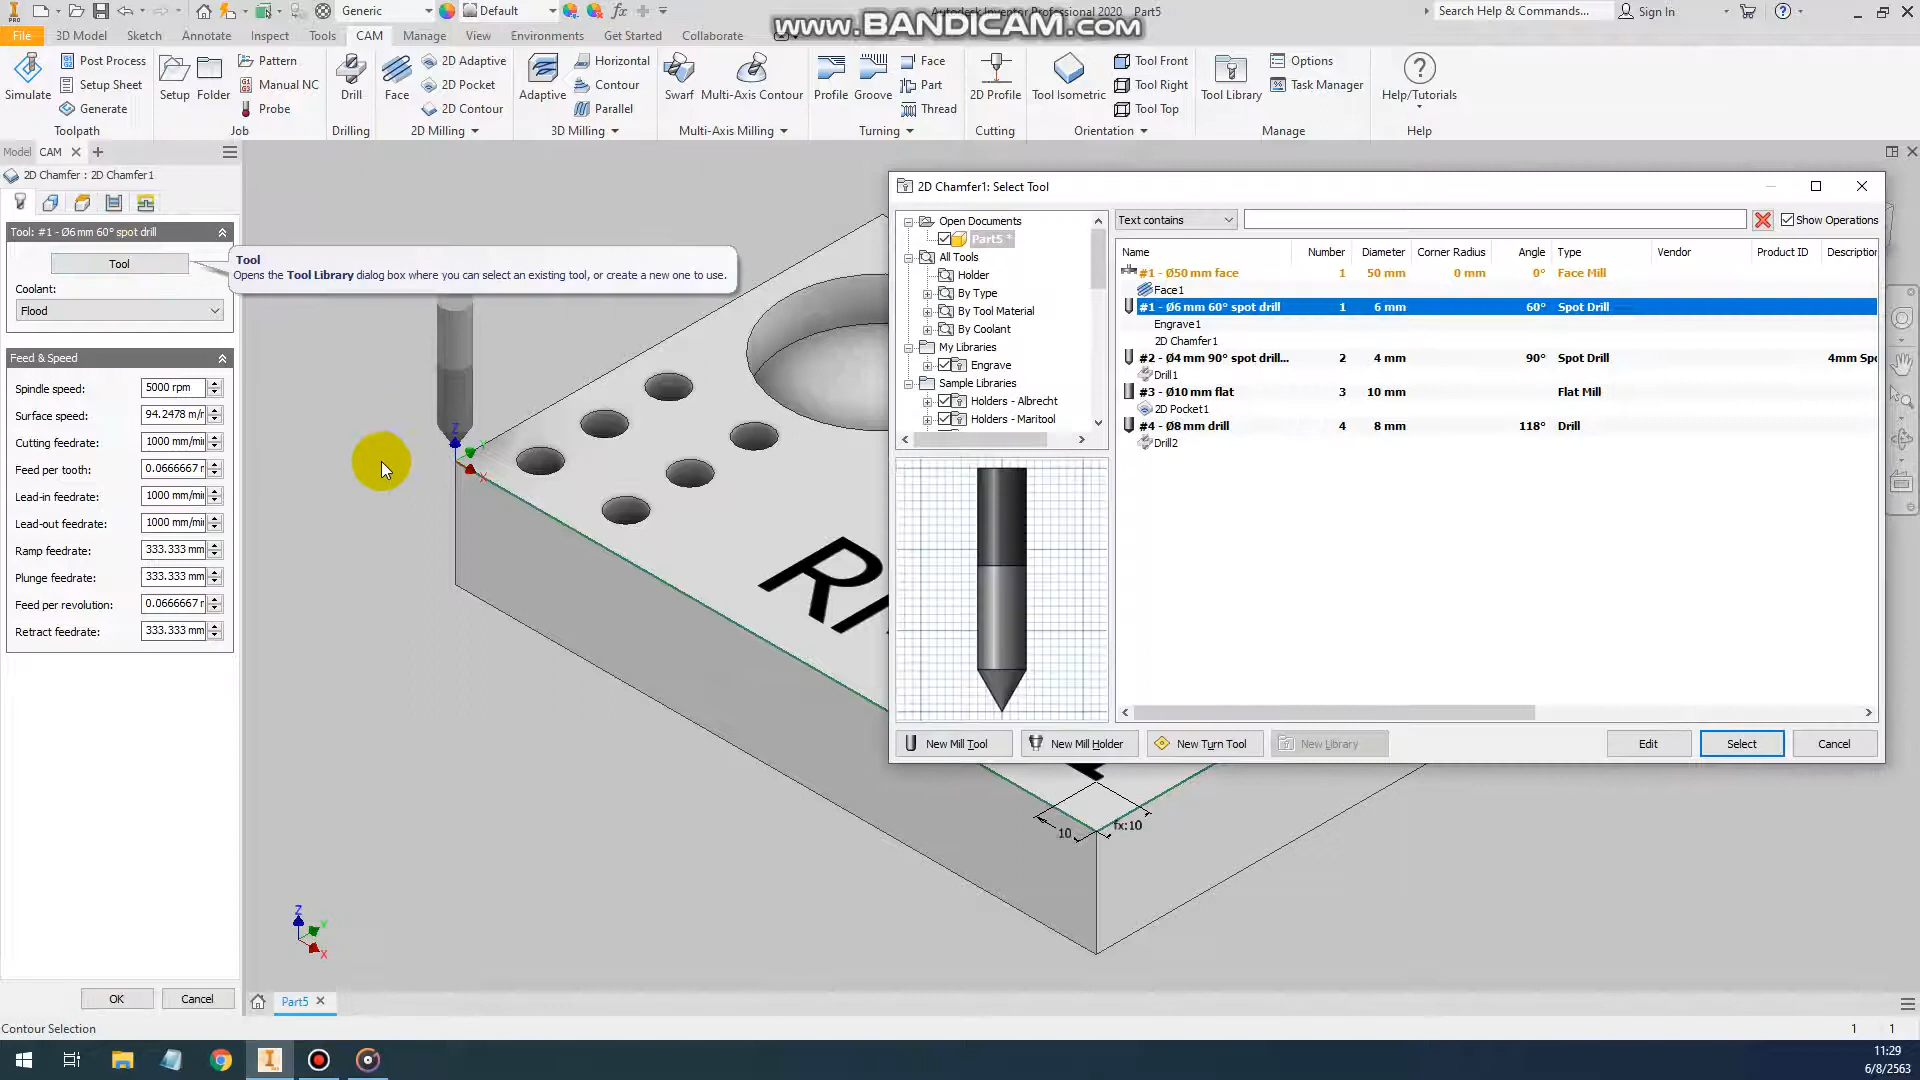 Generic
Default
Autodesk Inventor Professional 2020 Part5
www.BANDICAM.com
Search Help & Commands...
Sign In
File
3D Model
Sketch
Annotate
Inspect
Tools
CAM
Manage
View
Environments
Get Started
Collaborate
Simulate
Post Process
Setup Sheet
Generate
Toolpath
Setup
Folder
Pattern
Manual NC
Probe
Job
Drill
Drilling
Face
2D Adaptive
2D Pocket
2D Contour
2D Milling
Adaptive
Horizontal
Contour
Parallel
3D Milling
Swarf
Multi-Axis Contour
Multi-Axis Milling
Profile
Groove
Face
Part
Thread
Turning
2D Profile
Cutting
Tool Isometric
Tool Front
Tool Right
Tool Top
Orientation
Tool Library
Options
Task Manager
Manage
Help/Tutorials
Help
Model
CAM
2D Chamfer : 2D Chamfer1
Tool: #1 - Ø6 mm 60° spot drill
Tool
Coolant:
Flood
Feed & Speed
Spindle speed: 5000 rpm
Surface speed: 94.2478 m/r
Cutting feedrate: 1000 mm/mi
Feed per tooth: 0.0666667 r
Lead-in feedrate: 1000 mm/mi
Lead-out feedrate: 1000 mm/mi
Ramp feedrate: 333.333 mm
Plunge feedrate: 333.333 mm
Feed per revolution: 0.0666667 r
Retract feedrate: 333.333 mm
OK
Cancel
Tool
Opens the Tool Library dialog box where you can select an existing tool, or create a new one to use.
Z
Y
X
RI
10
fx:10
Z
Y
X
2D Chamfer1: Select Tool
Open Documents
Part5 *
All Tools
Holder
By Type
By Tool Material
By Coolant
My Libraries
Engrave
Sample Libraries
Holders - Albrecht
Holders - Maritool
Text contains
Show Operations
Name Number Diameter Corner Radius Angle Type Vendor Product ID Description
#1 - Ø50 mm face 1 50 mm 0 mm 0° Face Mill
Face1
#1 - Ø6 mm 60° spot drill 1 6 mm 60° Spot Drill
Engrave1
2D Chamfer1
#2 - Ø4 mm 90° spot drill... 2 4 mm 90° Spot Drill 4mm Spo
Drill1
#3 - Ø10 mm flat 3 10 mm Flat Mill
2D Pocket1
#4 - Ø8 mm drill 4 8 mm 118° Drill
Drill2
New Mill Tool
New Mill Holder
New Turn Tool
New Library
Edit
Select
Cancel
Part5
Contour Selection
1 1
11:29
6/8/2563